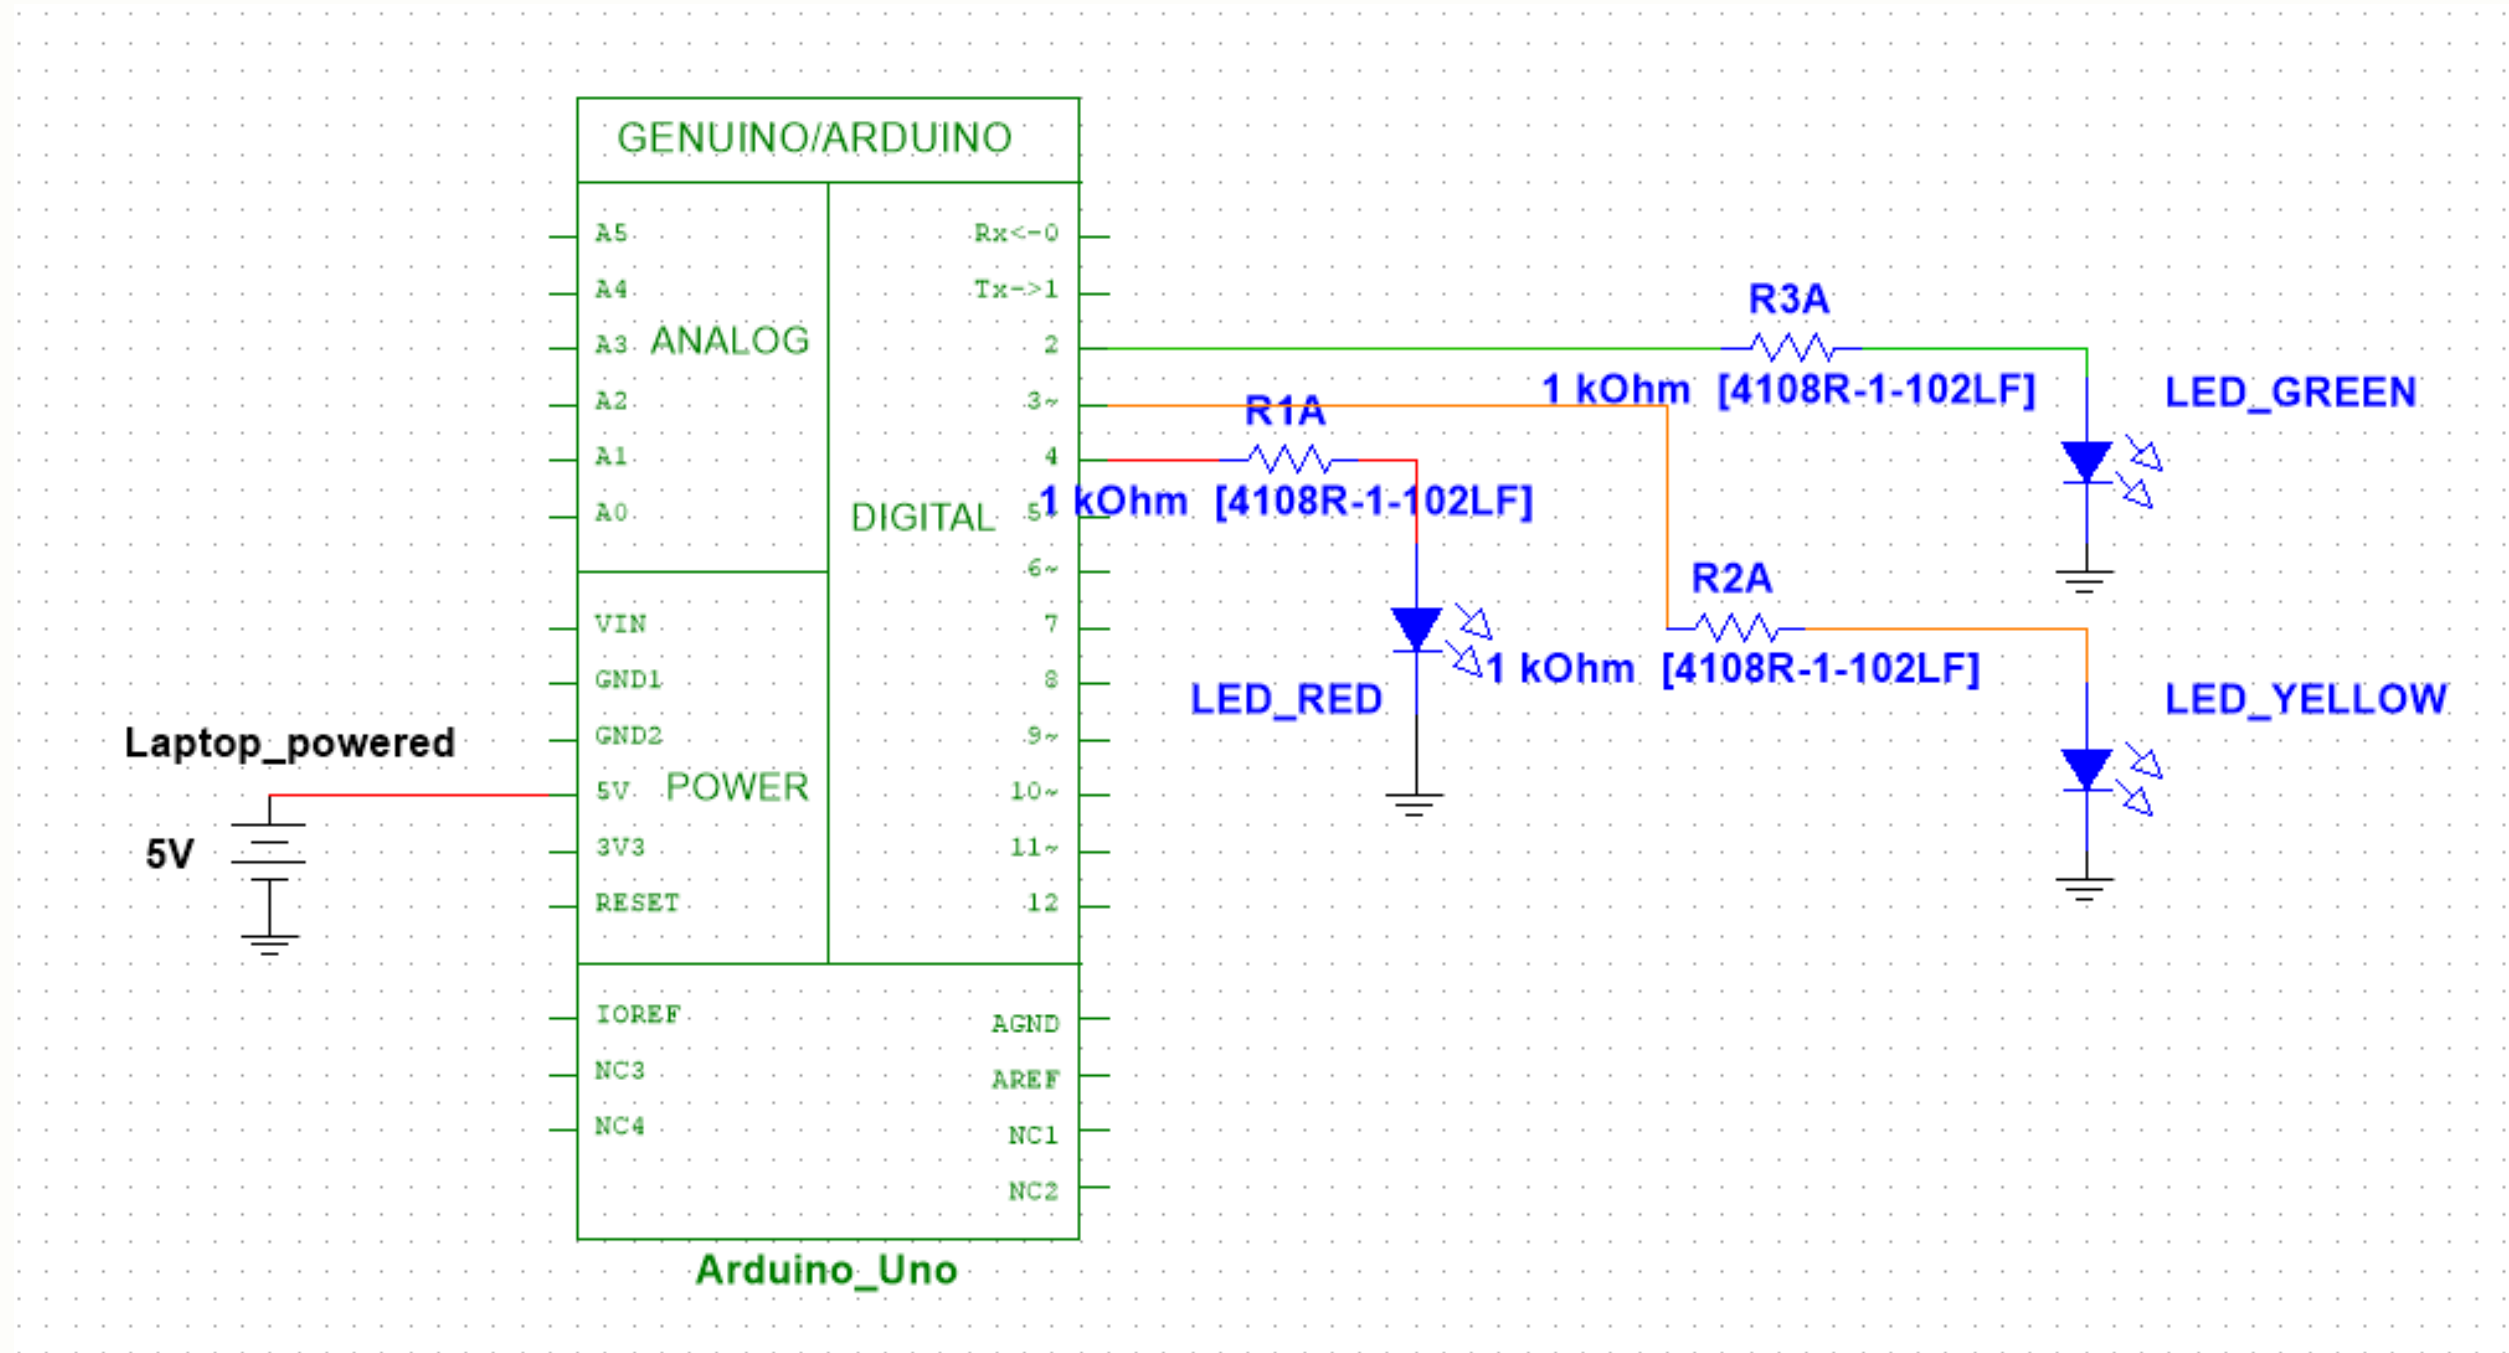 GENUINO/ARDUINO
A5
A4
A3
A2
A1
A0
ANALOG
VIN
GND1
GND2
5V
3V3
RESET
POWER
Rx<-0
Tx->1
2
3~
4
5
6~
7
8
9~
10~
11~
12
DIGITAL
IOREF
NC3
NC4
AGND
AREF
NC1
NC2
Arduino_Uno
Laptop_powered
5V
R3A
1 kOhm [4108R-1-102LF]
LED_GREEN
R1A
1 kOhm [4108R-1-102LF]
LED_RED
R2A
1 kOhm [4108R-1-102LF]
LED_YELLOW